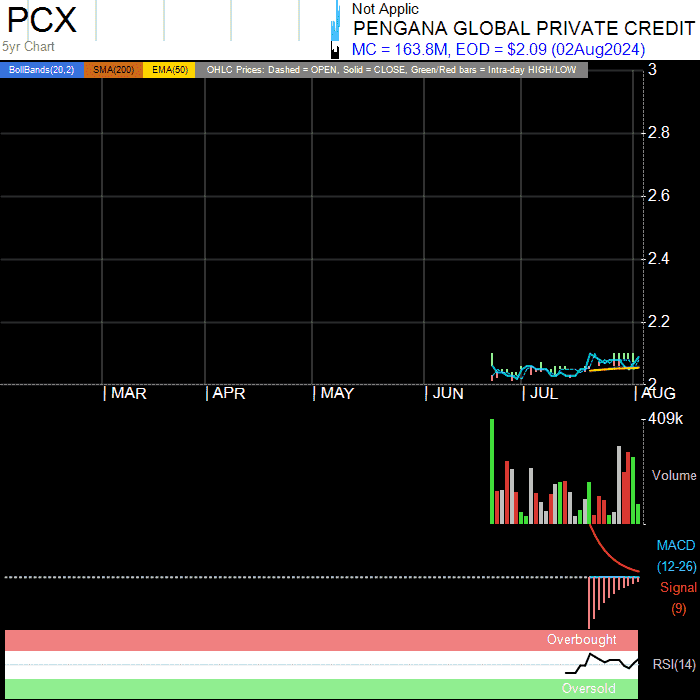 PCX
Not Applic
PENGANA GLOBAL PRIVATE CREDIT
5yr Chart
MC = 163.8M, EOD = $2.09 (02Aug2024)
BollBands(20,2) SMA(200) EMA(50) OHLC Prices: Dashed = OPEN, Solid = CLOSE, Green/Red bars = Intra-day HIGH/LOW
3
2.8
2.6
2.4
2.2
2
MAR APR MAY JUN JUL AUG
409k
Volume
MACD
(12-26)
Signal
(9)
Overbought
RSI(14)
Oversold